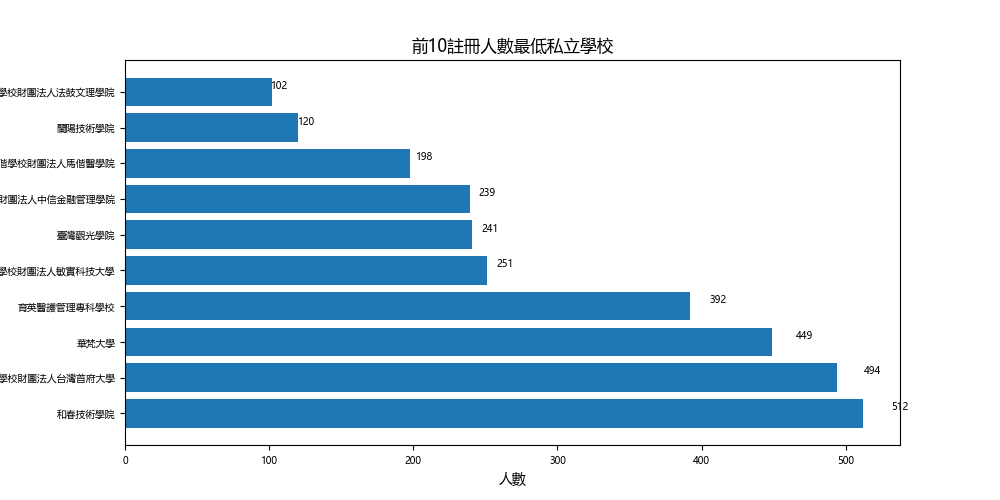 前10註冊人數最低私立學校
學校財團法人法鼓文理學院 102
蘭陽技術學院 120
偕學校財團法人馬偕醫學院 198
財團法人中信金融管理學院 239
臺灣觀光學院 241
學校財團法人敏實科技大學 251
育英醫護管理專科學校 392
華梵大學 449
學校財團法人台灣首府大學 494
和春技術學院 512
0 100 200 300 400 500
人數